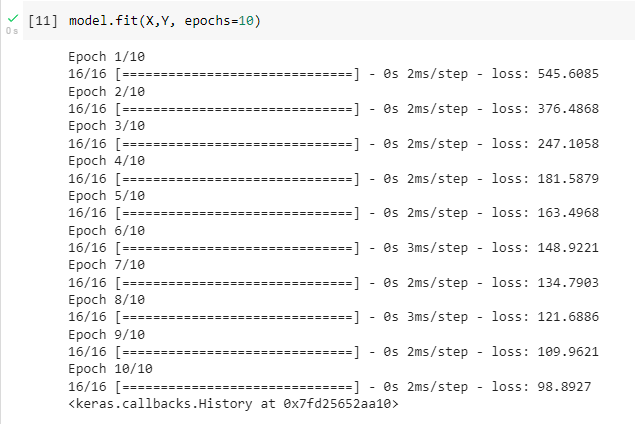 [11] model.fit(X,Y, epochs=10)
0s
Epoch 1/10
16/16 [==============================] - 0s 2ms/step - loss: 545.6085
Epoch 2/10
16/16 [==============================] - 0s 2ms/step - loss: 376.4868
Epoch 3/10
16/16 [==============================] - 0s 2ms/step - loss: 247.1058
Epoch 4/10
16/16 [==============================] - 0s 2ms/step - loss: 181.5879
Epoch 5/10
16/16 [==============================] - 0s 2ms/step - loss: 163.4968
Epoch 6/10
16/16 [==============================] - 0s 3ms/step - loss: 148.9221
Epoch 7/10
16/16 [==============================] - 0s 2ms/step - loss: 134.7903
Epoch 8/10
16/16 [==============================] - 0s 3ms/step - loss: 121.6886
Epoch 9/10
16/16 [==============================] - 0s 2ms/step - loss: 109.9621
Epoch 10/10
16/16 [==============================] - 0s 2ms/step - loss: 98.8927
<keras.callbacks.History at 0x7fd25652aa10>